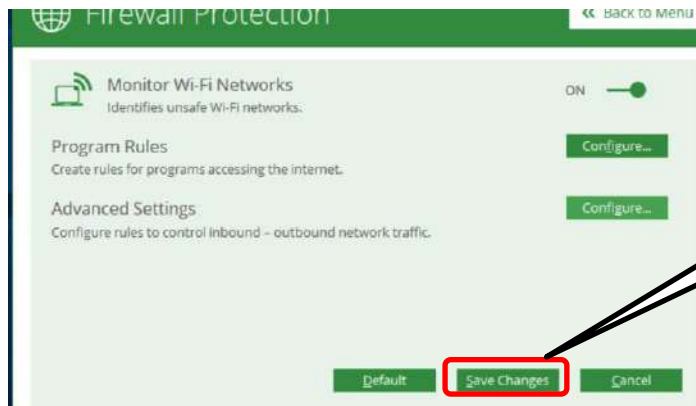 Firewall Protection
<< Back to Menu
Monitor Wi-Fi Networks
ON
Identifies unsafe Wi-Fi networks.
Program Rules
Configure...
Create rules for programs accessing the internet.
Advanced Settings
Configure...
Configure rules to control inbound – outbound network traffic.
Default
Save Changes
Cancel